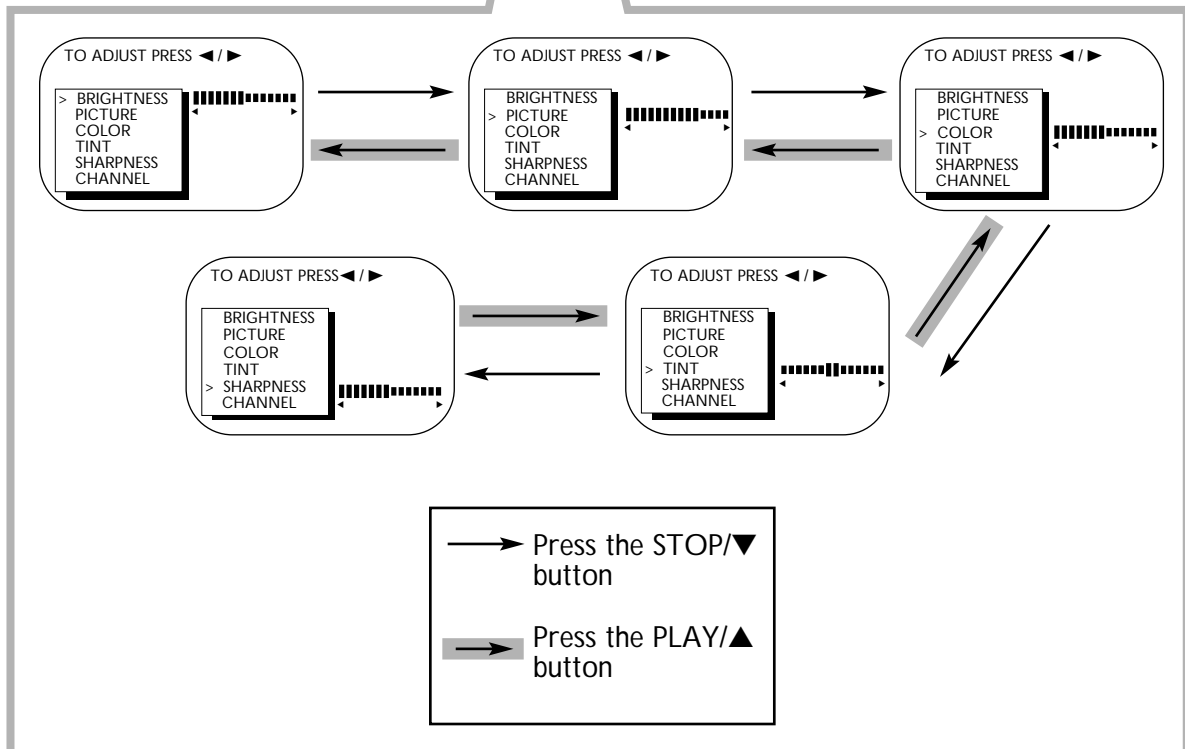 TO ADJUST PRESS ◄ / ►
> BRIGHTNESS
PICTURE
COLOR
TINT
SHARPNESS
CHANNEL
TO ADJUST PRESS ◄ / ►
BRIGHTNESS
> PICTURE
COLOR
TINT
SHARPNESS
CHANNEL
TO ADJUST PRESS ◄ / ►
BRIGHTNESS
PICTURE
> COLOR
TINT
SHARPNESS
CHANNEL
TO ADJUST PRESS◄ / ►
BRIGHTNESS
PICTURE
COLOR
TINT
> SHARPNESS
CHANNEL
TO ADJUST PRESS ◄ / ►
BRIGHTNESS
PICTURE
COLOR
> TINT
SHARPNESS
CHANNEL
Press the STOP/▼
button
Press the PLAY/▲
button